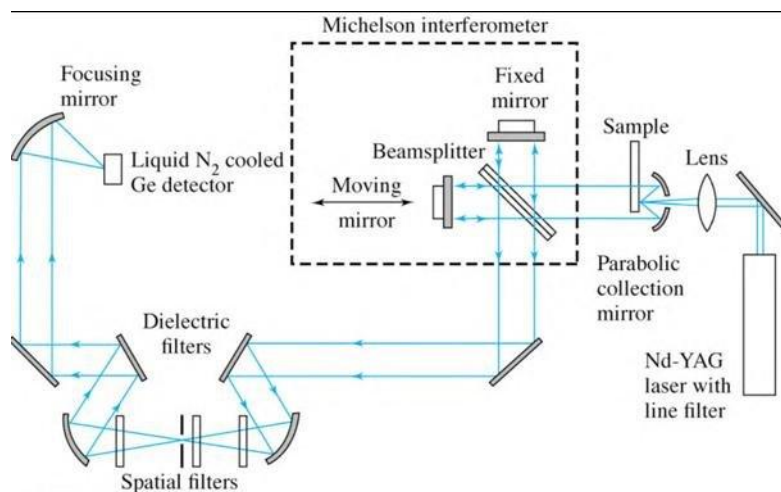 Michelson interferometer
Focusing
mirror
Fixed
mirror
Sample
Beamsplitter
Lens
Liquid N₂ cooled
Ge detector
Moving
mirror
Parabolic
collection
mirror
Dielectric
filters
Nd-YAG
laser with
line filter
Spatial filters